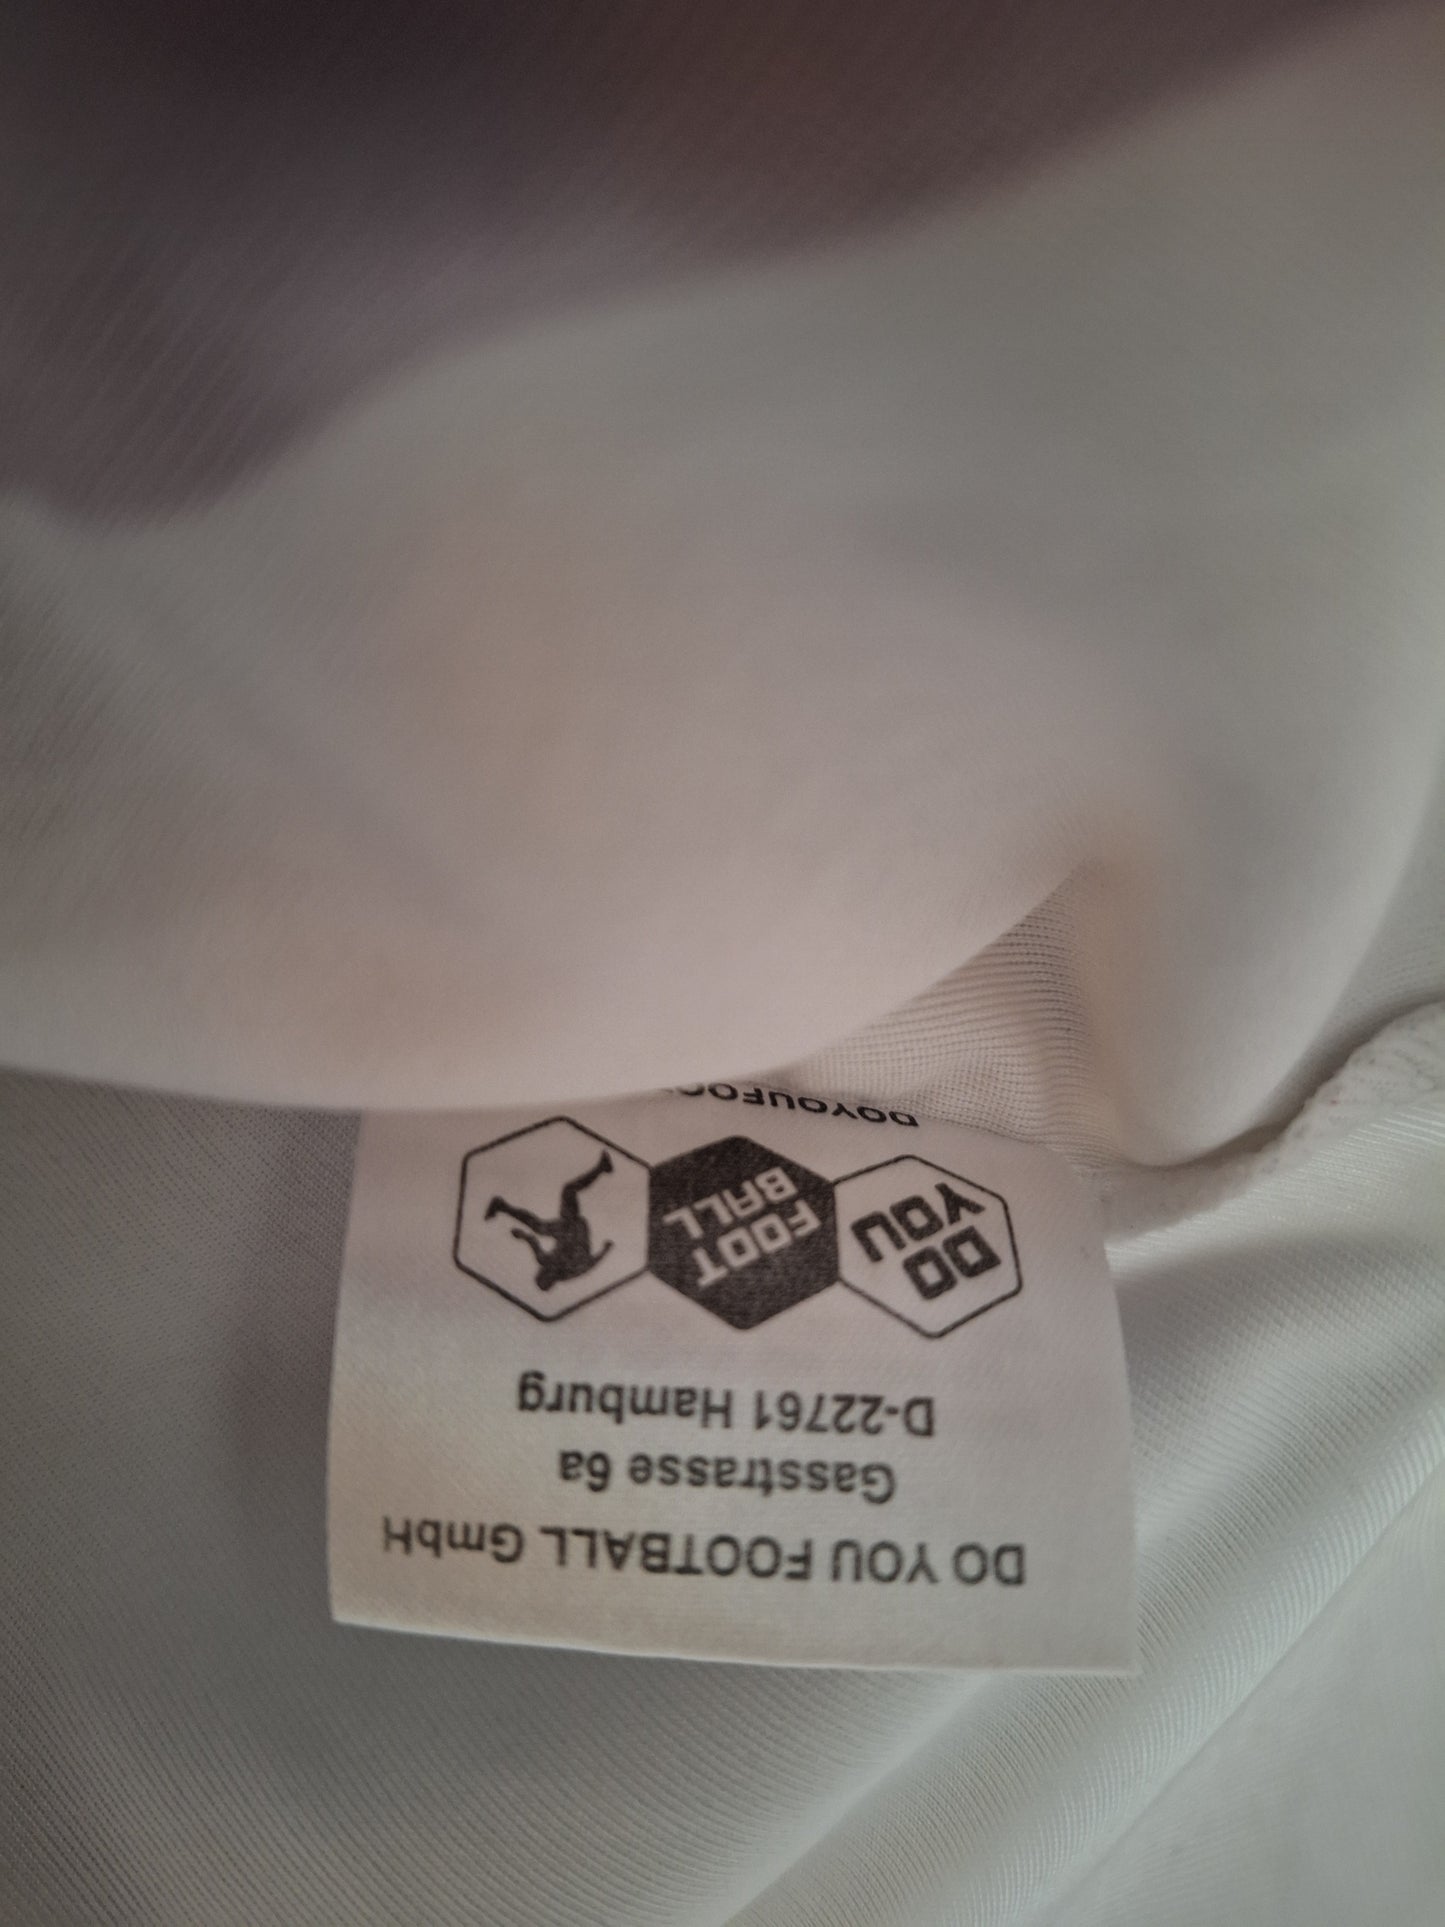 DO YOU FOOTBALL GmbH
Gasstrasse 6a
D-22761 Hamburg
DO
YOU
FOOT
BALL